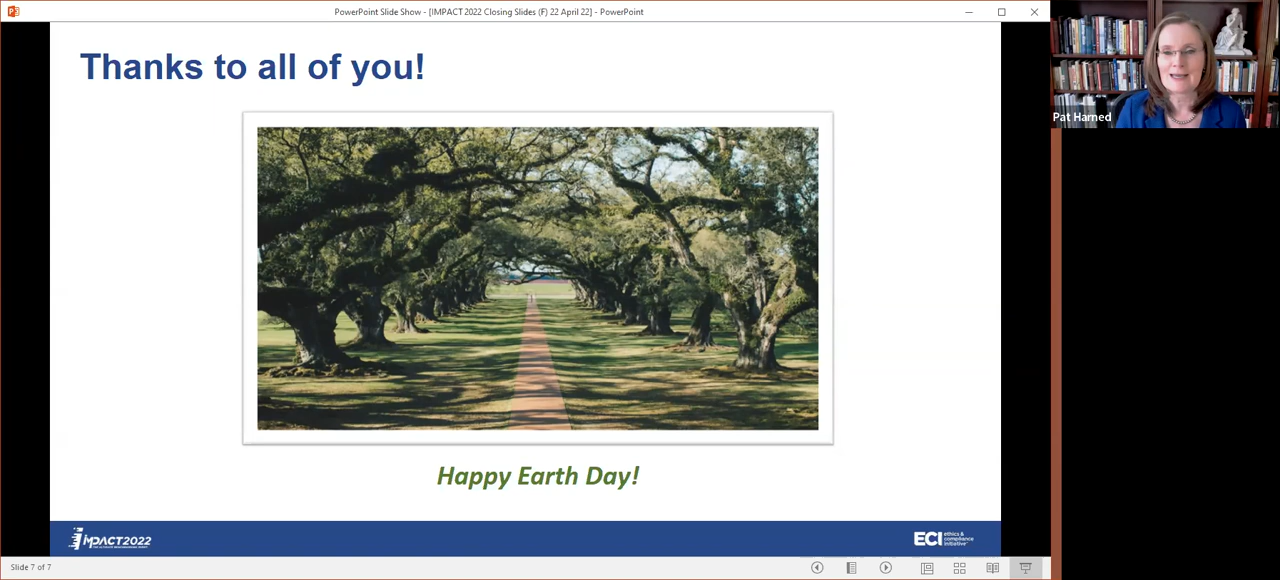 PowerPoint Slide Show - [IMPACT 2022 Closing Slides (F) 22 April 22] - PowerPoint
Thanks to all of you!
Pat Harned
Happy Earth Day!
IMPACT2022
ECI ethics &
compliance
initiative
Slide 7 of 7